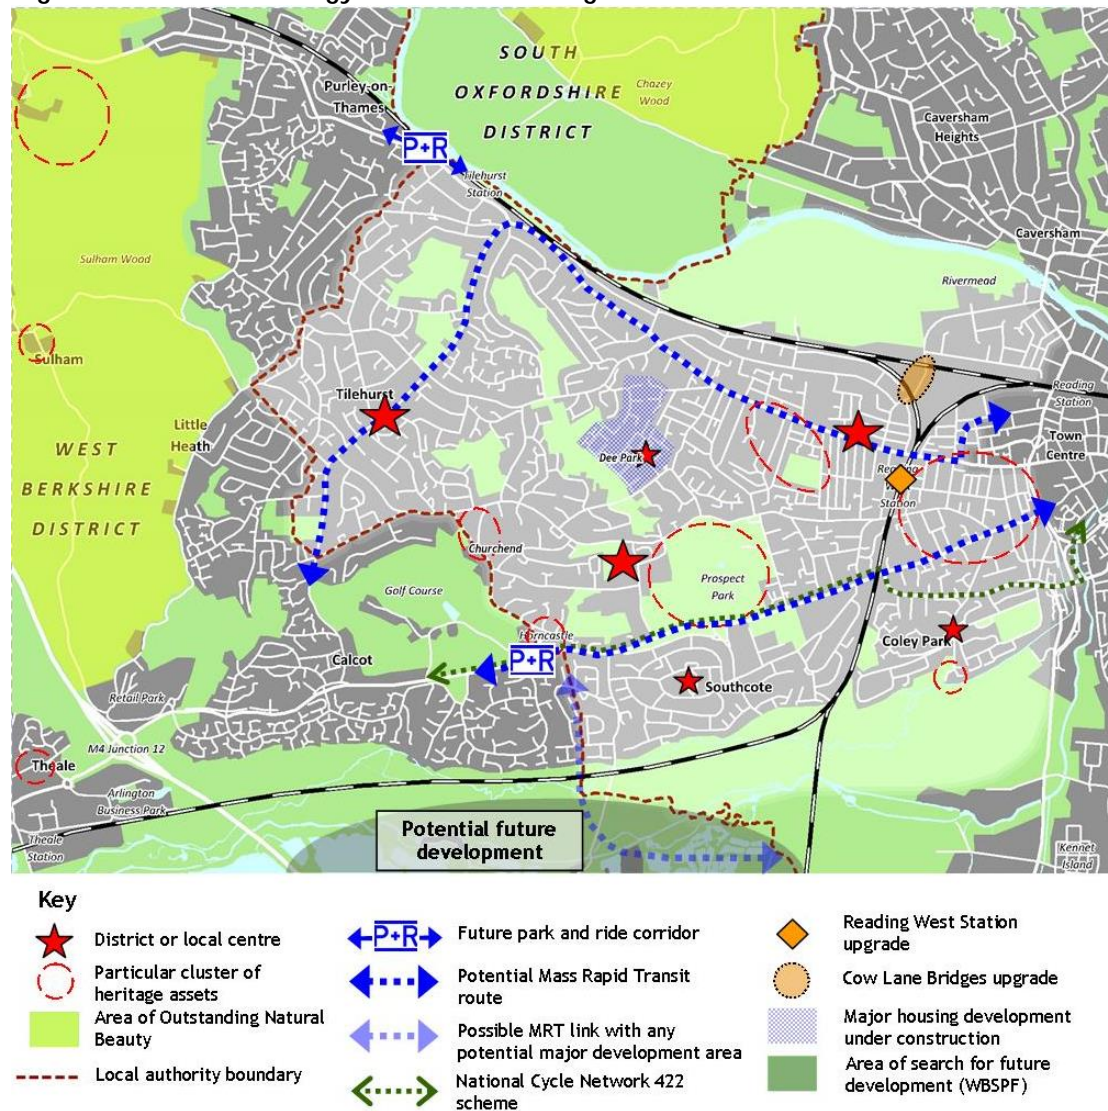 SOUTH
OXFORDSHIRE
DISTRICT
Chazey
Wood
Purley-on-
Thames
Caversham
Heights
P+R
Tilehurst
Station
Caversham
Sulham Wood
Rivermead
Sulham
Tilehurst
Reading
Station
Little
Heath
Town
Centre
WEST
BERKSHIRE
DISTRICT
Dee Park
Station
Churchend
Prospect
Park
Golf Course
Horncastle
P+R
Calcot
Coley Park
Southcote
Retail Park
M4 Junction 12
Theale
Arlington
Business Park
Theale
Station
Potential future
development
Kennet
Island
Key
District or local centre
Particular cluster of
heritage assets
Area of Outstanding Natural
Beauty
Local authority boundary
P+R
Future park and ride corridor
Potential Mass Rapid Transit
route
Possible MRT link with any
potential major development area
National Cycle Network 422
scheme
Reading West Station
upgrade
Cow Lane Bridges upgrade
Major housing development
under construction
Area of search for future
development (WBSPF)